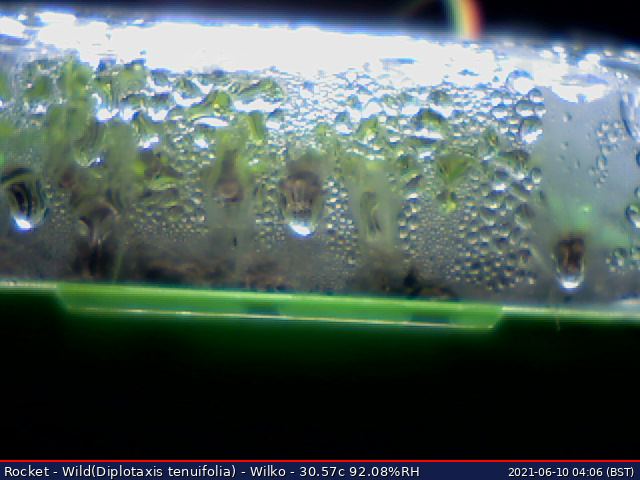 Rocket - Wild(Diplotaxis tenuifolia) - Wilko - 30.57c 92.08%RH
2021-06-10 04:06 (BST)